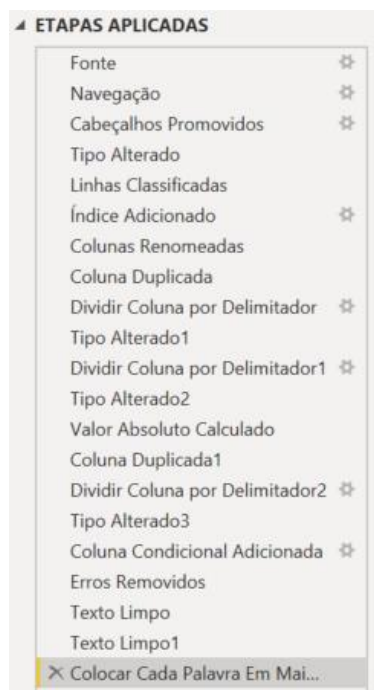 ETAPAS APLICADAS
Fonte
Navegação
Cabeçalhos Promovidos
Tipo Alterado
Linhas Classificadas
Índice Adicionado
Colunas Renomeadas
Coluna Duplicada
Dividir Coluna por Delimitador
Tipo Alterado1
Dividir Coluna por Delimitador1
Tipo Alterado2
Valor Absoluto Calculado
Coluna Duplicada1
Dividir Coluna por Delimitador2
Tipo Alterado3
Coluna Condicional Adicionada
Erros Removidos
Texto Limpo
Texto Limpo1
Colocar Cada Palavra Em Mai...